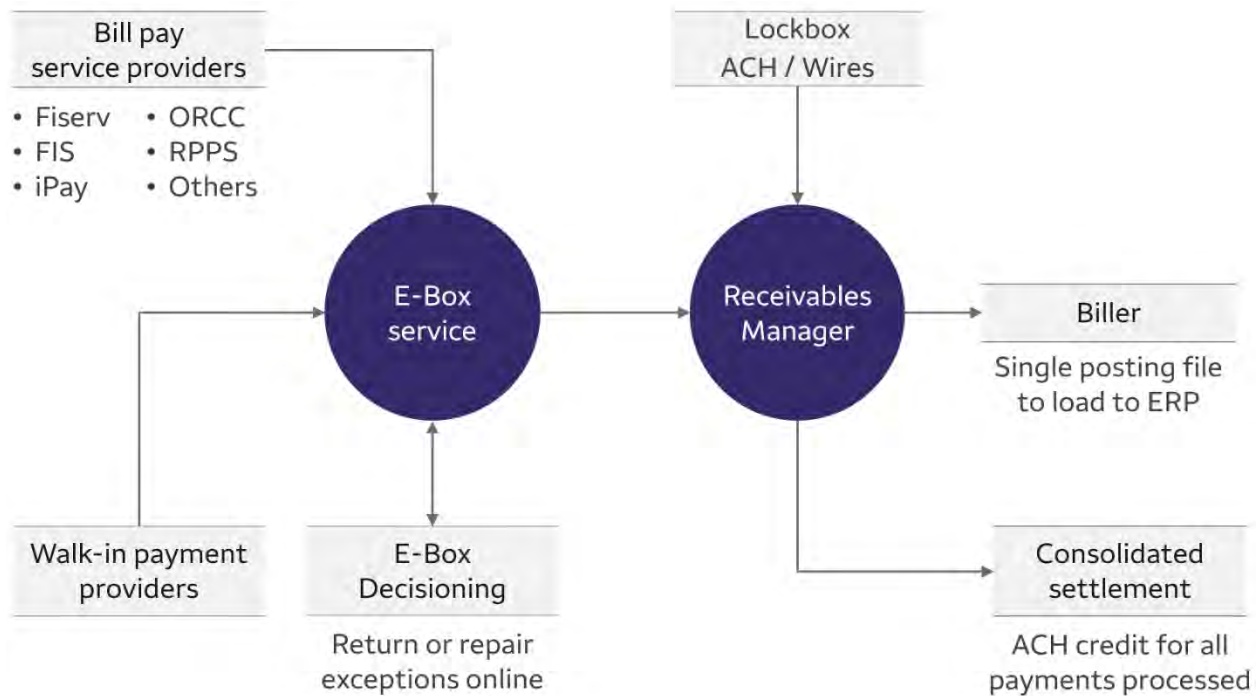 Bill pay
service providers
• Fiserv
• FIS
• iPay
• ORCC
• RPPS
• Others
Lockbox
ACH / Wires
E-Box
service
Receivables
Manager
Biller
Single posting file
to load to ERP
Walk-in payment
providers
E-Box
Decisioning
Return or repair
exceptions online
Consolidated
settlement
ACH credit for all
payments processed